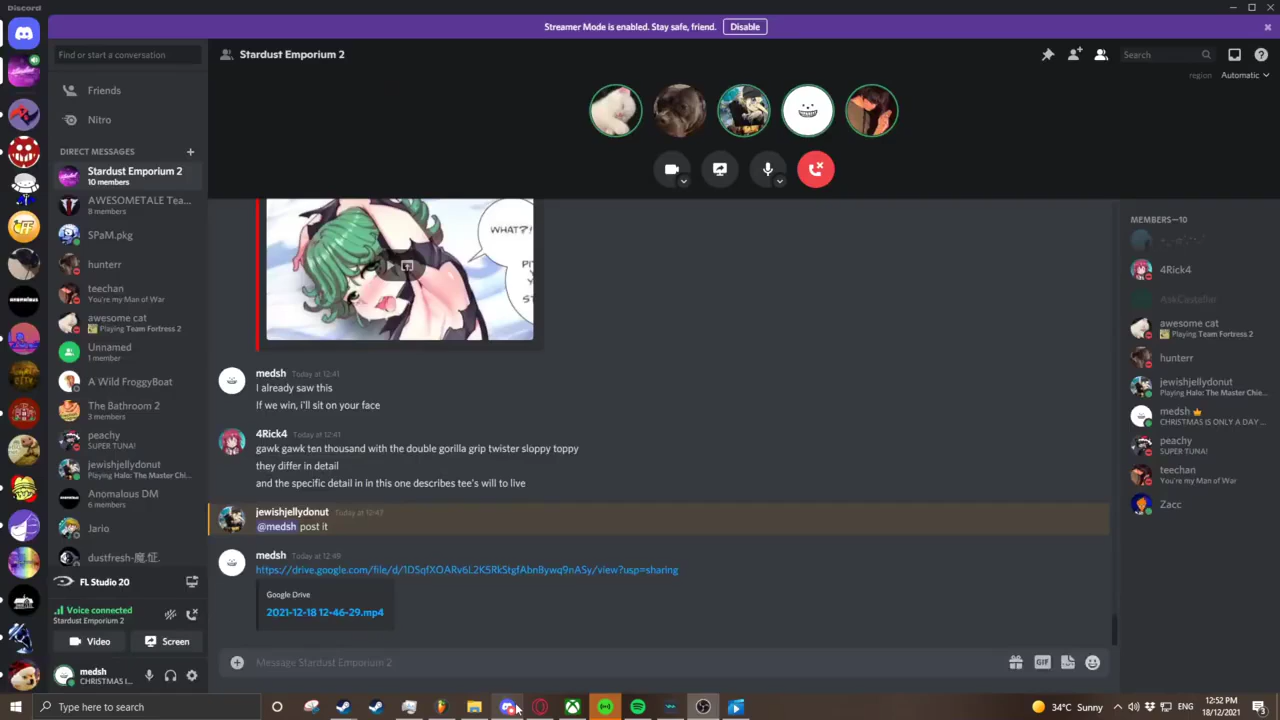 Discord
Streamer Mode is enabled. Stay safe, friend. Disable
Find or start a conversation
Stardust Emporium 2
Search
region Automatic
Friends
Nitro
DIRECT MESSAGES
Stardust Emporium 2
10 members
AWESOMETALE Tea...
8 members
SPaM.pkg
hunterr
teechan
You're my Man of War
awesome cat
Playing Team Fortress 2
Unnamed
1 member
A Wild FroggyBoat
The Bathroom 2
3 members
peachy
SUPER TUNA!
jewishjellydonut
Playing Halo: The Master Chi...
Anomalous DM
6 members
Jario
FL Studio 20
Voice connected
Stardust Emporium 2
Video
Screen
medsh
CHRISTMAS I...
WHAT?!
medsh Today at 12:41
I already saw this
If we win, i'll sit on your face
4Rick4 Today at 12:41
gawk gawk ten thousand with the double gorilla grip twister sloppy toppy
they differ in detail
and the specific detail in in this one describes tee's will to live
jewishjellydonut Today at 12:47
@medsh post it
medsh Today at 12:49
https://drive.google.com/file/d/1DSqfXOARv6L2K5RkStgfAbnBywq9nASy/view?usp=sharing
Google Drive
2021-12-18 12-46-29.mp4
Message Stardust Emporium 2
GIF
MEMBERS—10
4Rick4
AskCastafiar
awesome cat
Playing Team Fortress 2
hunterr
jewishjellydonut
Playing Halo: The Master Chie...
medsh
CHRISTMAS IS ONLY A DAY ...
peachy
SUPER TUNA!
teechan
You're my Man of War
Zacc
Type here to search
34°C Sunny
12:52 PM
18/12/2021